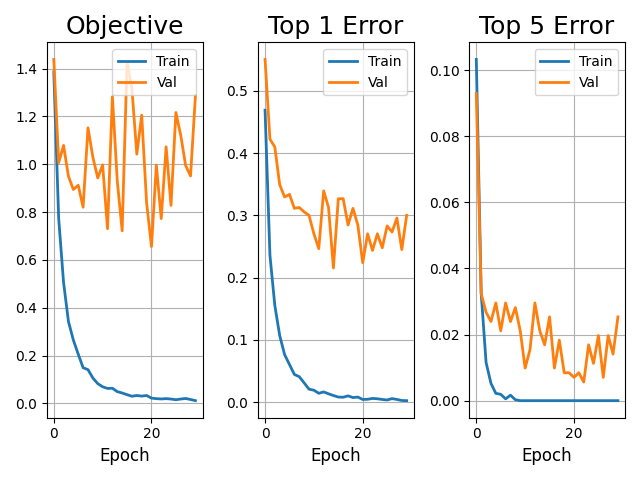 Objective
Train
Val
1.4
1.2
1.0
0.8
0.6
0.4
0.2
0.0
0
20
Epoch
Top 1 Error
Train
Val
0.5
0.4
0.3
0.2
0.1
0.0
0
20
Epoch
Top 5 Error
Train
Val
0.10
0.08
0.06
0.04
0.02
0.00
0
20
Epoch